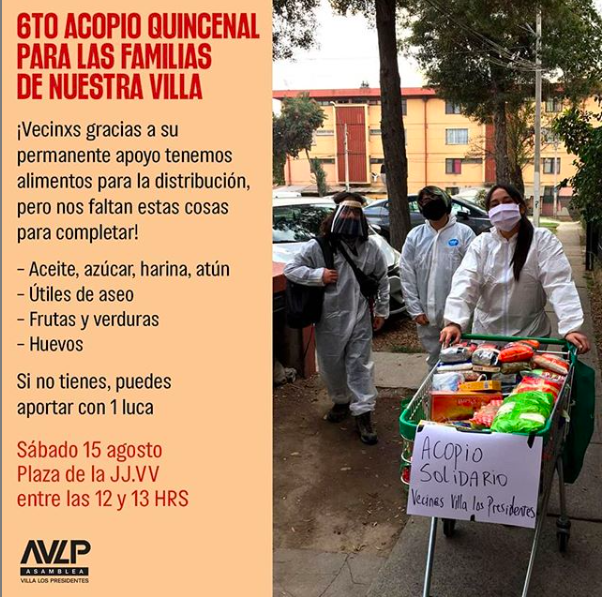 6TO ACOPIO QUINCENAL
PARA LAS FAMILIAS
DE NUESTRA VILLA
¡Vecinxs gracias a su
permanente apoyo tenemos
alimentos para la distribución,
pero nos faltan estas cosas
para completar!
- Aceite, azúcar, harina, atún
- Útiles de aseo
- Frutas y verduras
- Huevos
Si no tienes, puedes
aportar con 1 luca
Sábado 15 agosto
Plaza de la JJ.VV
entre las 12 y 13 HRS
AVLP
ASAMBLEA
VILLA LOS PRESIDENTES
ACOPIO
SOLIDARIO
Vecinas Villa los Presidentes